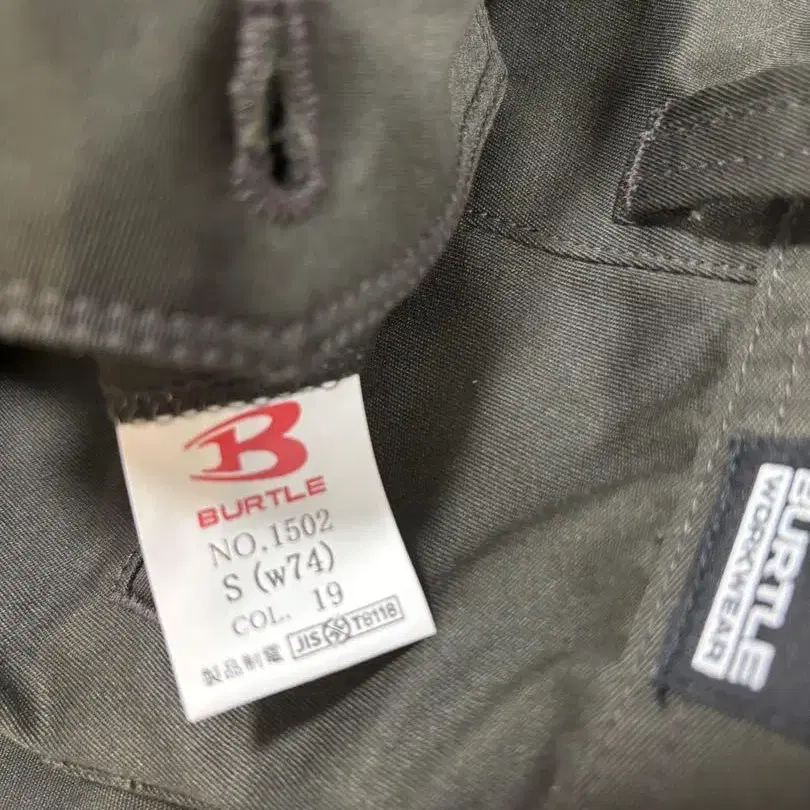 B
BURTLE
NO.1502
S (w74)
COL. 19
製品制電 JIS T8118
BURTLE
WORKWEAR